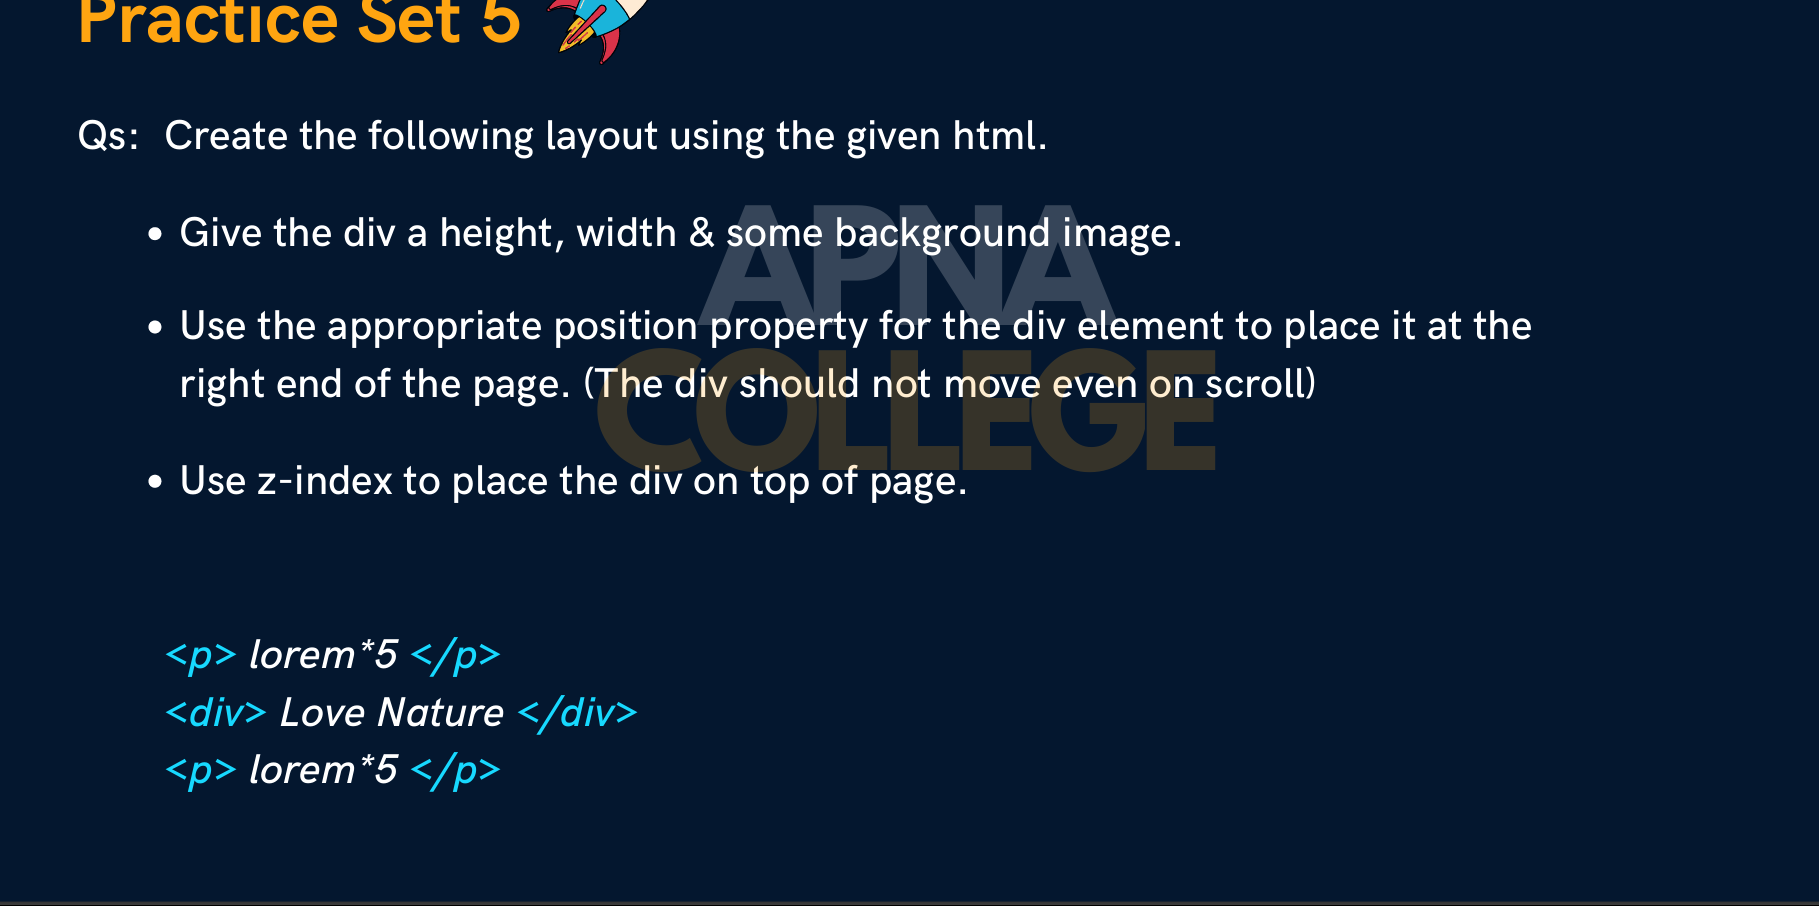 Practice Set 5
Qs: Create the following layout using the given html.
• Give the div a height, width & some background image.
• Use the appropriate position property for the div element to place it at the
right end of the page. (The div should not move even on scroll)
• Use z-index to place the div on top of page.
APNA
COLLEGE
<p> lorem*5 </p>
<div> Love Nature </div>
<p> lorem*5 </p>